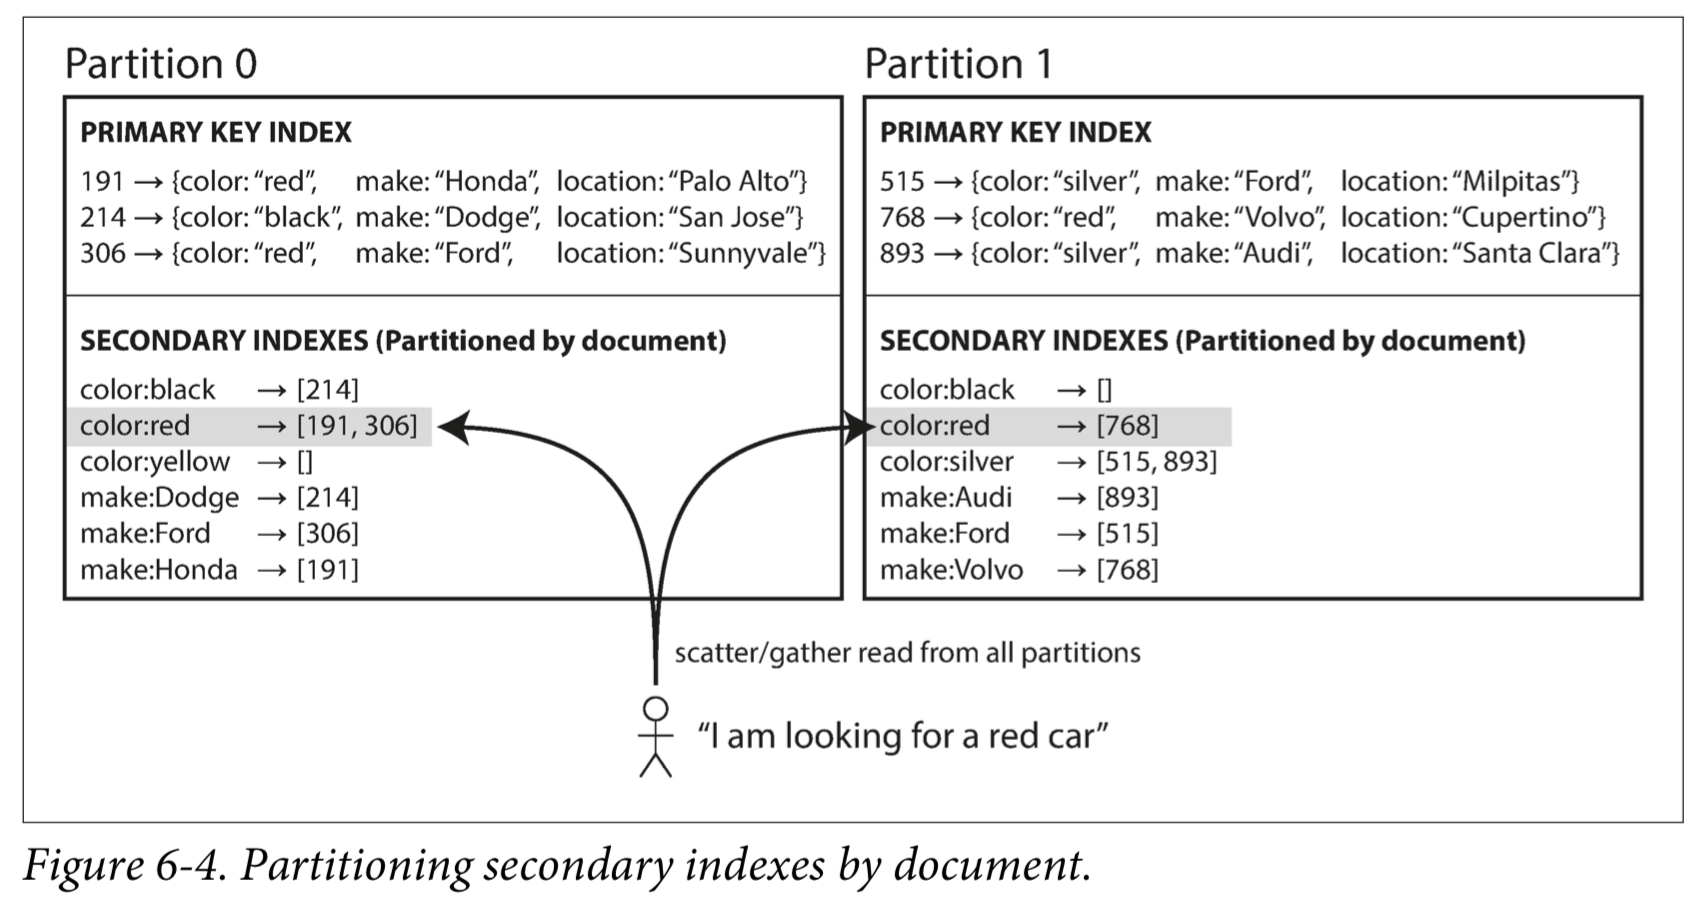 Partition 0
PRIMARY KEY INDEX
191 → {color: “red”, make: “Honda”, location: “Palo Alto”}
214 → {color: “black”, make: “Dodge”, location: “San Jose”}
306 → {color: “red”, make: “Ford”, location: “Sunnyvale”}
SECONDARY INDEXES (Partitioned by document)
color:black → [214]
color:red → [191, 306]
color:yellow → []
make:Dodge → [214]
make:Ford → [306]
make:Honda → [191]
Partition 1
PRIMARY KEY INDEX
515 → {color: “silver”, make: “Ford”, location: “Milpitas”}
768 → {color: “red”, make: “Volvo”, location: “Cupertino”}
893 → {color: “silver”, make: “Audi”, location: “Santa Clara”}
SECONDARY INDEXES (Partitioned by document)
color:black → []
color:red → [768]
color:silver → [515, 893]
make:Audi → [893]
make:Ford → [515]
make:Volvo → [768]
scatter/gather read from all partitions
“I am looking for a red car”
Figure 6-4. Partitioning secondary indexes by document.